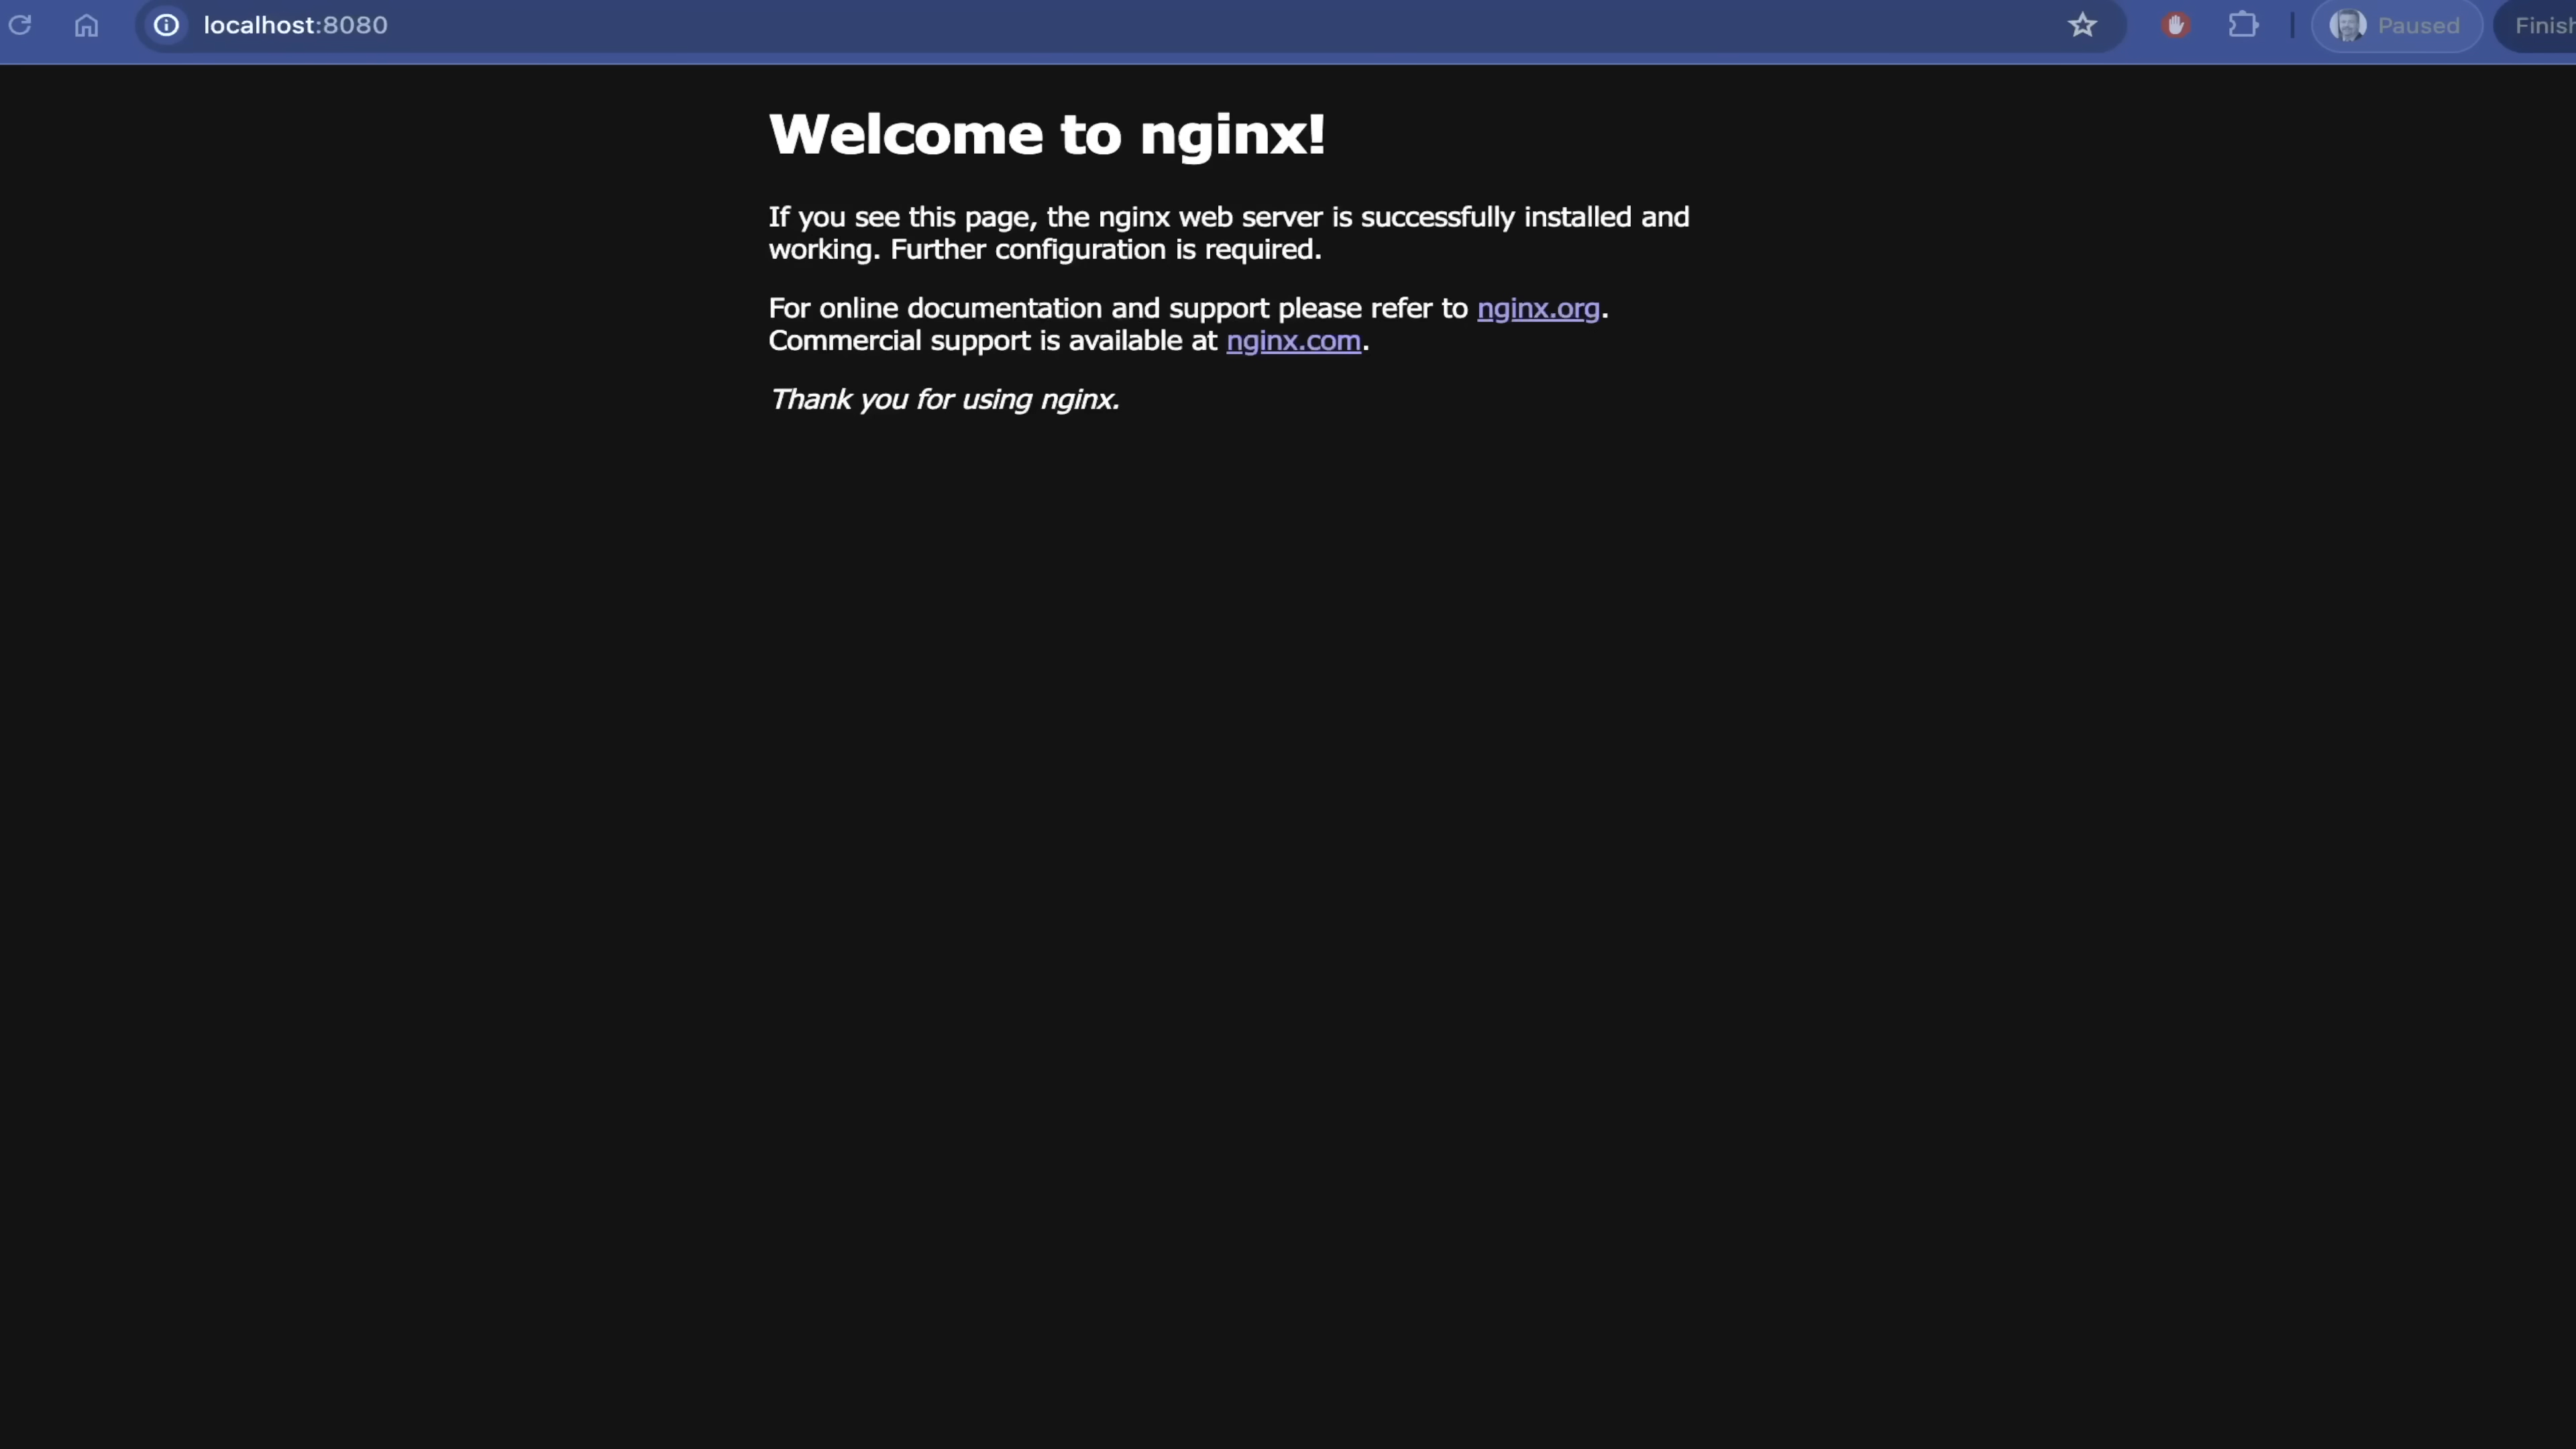 localhost:8080
Paused
Finish
Welcome to nginx!
If you see this page, the nginx web server is successfully installed and
working. Further configuration is required.
For online documentation and support please refer to nginx.org.
Commercial support is available at nginx.com.
Thank you for using nginx.